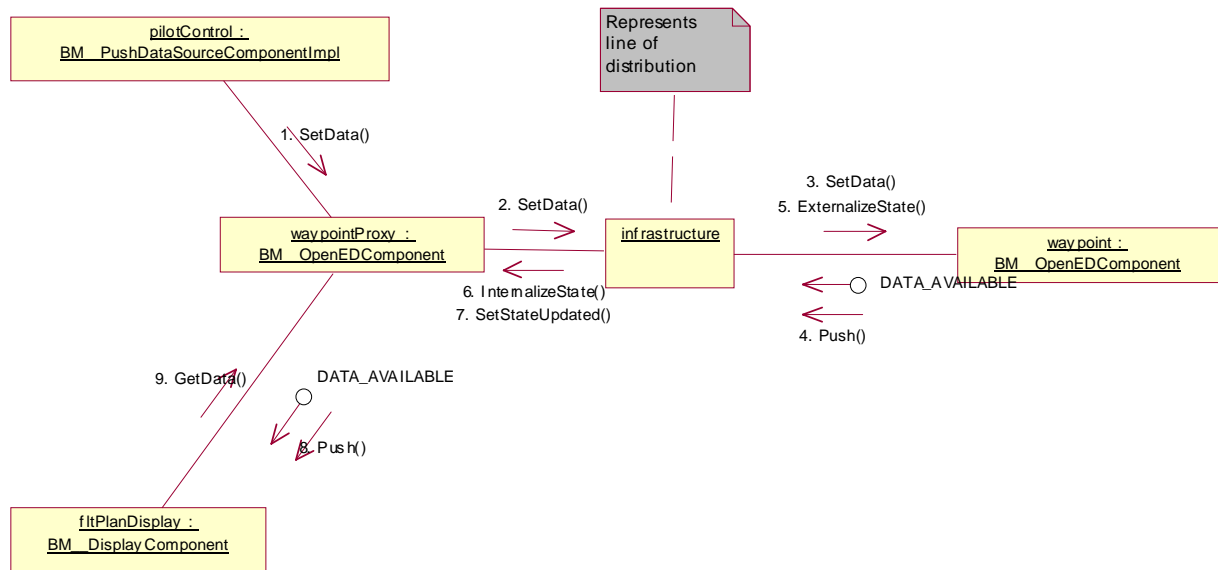 pilotControl :
BM__PushDataSourceComponentImpl
Represents
line of
distribution
1. SetData()
3. SetData()
5. ExternalizeState()
2. SetData()
waypointProxy :
BM__OpenEDComponent
infrastructure
waypoint :
BM__OpenEDComponent
DATA_AVAILABLE
6. InternalizeState()
7. SetStateUpdated()
4. Push()
9. GetData()
DATA_AVAILABLE
8. Push()
fltPlanDisplay :
BM__DisplayComponent